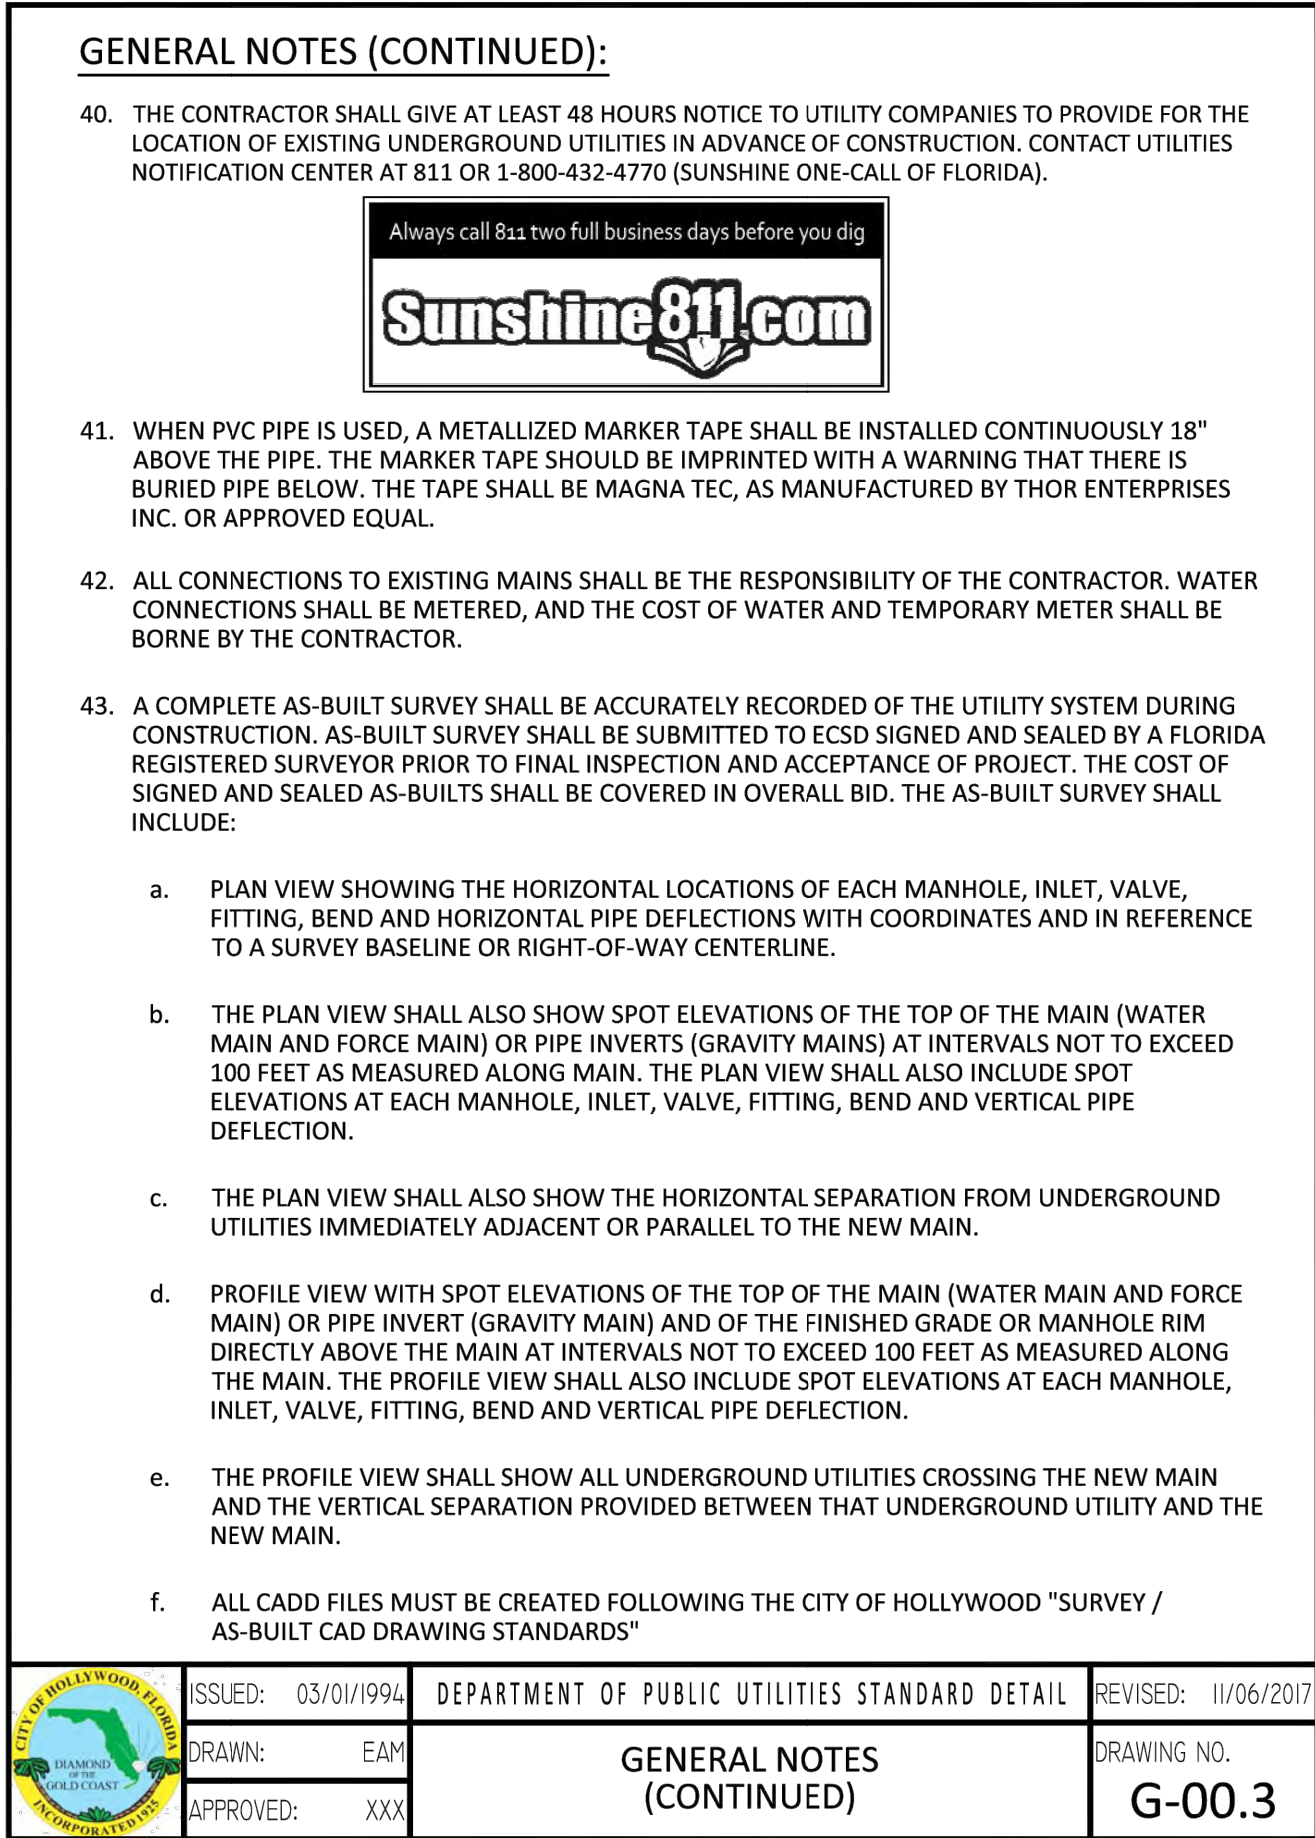 GENERAL NOTES (CONTINUED):
40. THE CONTRACTOR SHALL GIVE AT LEAST 48 HOURS NOTICE TO UTILITY COMPANIES TO PROVIDE FOR THE
LOCATION OF EXISTING UNDERGROUND UTILITIES IN ADVANCE OF CONSTRUCTION. CONTACT UTILITIES
NOTIFICATION CENTER AT 811 OR 1-800-432-4770 (SUNSHINE ONE-CALL OF FLORIDA).
Always call 811 two full business days before you dig
Sunshine811.com
41. WHEN PVC PIPE IS USED, A METALLIZED MARKER TAPE SHALL BE INSTALLED CONTINUOUSLY 18"
ABOVE THE PIPE. THE MARKER TAPE SHOULD BE IMPRINTED WITH A WARNING THAT THERE IS
BURIED PIPE BELOW. THE TAPE SHALL BE MAGNA TEC, AS MANUFACTURED BY THOR ENTERPRISES
INC. OR APPROVED EQUAL.
42. ALL CONNECTIONS TO EXISTING MAINS SHALL BE THE RESPONSIBILITY OF THE CONTRACTOR. WATER
CONNECTIONS SHALL BE METERED, AND THE COST OF WATER AND TEMPORARY METER SHALL BE
BORNE BY THE CONTRACTOR.
43. A COMPLETE AS-BUILT SURVEY SHALL BE ACCURATELY RECORDED OF THE UTILITY SYSTEM DURING
CONSTRUCTION. AS-BUILT SURVEY SHALL BE SUBMITTED TO ECSD SIGNED AND SEALED BY A FLORIDA
REGISTERED SURVEYOR PRIOR TO FINAL INSPECTION AND ACCEPTANCE OF PROJECT. THE COST OF
SIGNED AND SEALED AS-BUILTS SHALL BE COVERED IN OVERALL BID. THE AS-BUILT SURVEY SHALL
INCLUDE:
a. PLAN VIEW SHOWING THE HORIZONTAL LOCATIONS OF EACH MANHOLE, INLET, VALVE,
FITTING, BEND AND HORIZONTAL PIPE DEFLECTIONS WITH COORDINATES AND IN REFERENCE
TO A SURVEY BASELINE OR RIGHT-OF-WAY CENTERLINE.
b. THE PLAN VIEW SHALL ALSO SHOW SPOT ELEVATIONS OF THE TOP OF THE MAIN (WATER
MAIN AND FORCE MAIN) OR PIPE INVERTS (GRAVITY MAINS) AT INTERVALS NOT TO EXCEED
100 FEET AS MEASURED ALONG MAIN. THE PLAN VIEW SHALL ALSO INCLUDE SPOT
ELEVATIONS AT EACH MANHOLE, INLET, VALVE, FITTING, BEND AND VERTICAL PIPE
DEFLECTION.
c. THE PLAN VIEW SHALL ALSO SHOW THE HORIZONTAL SEPARATION FROM UNDERGROUND
UTILITIES IMMEDIATELY ADJACENT OR PARALLEL TO THE NEW MAIN.
d. PROFILE VIEW WITH SPOT ELEVATIONS OF THE TOP OF THE MAIN (WATER MAIN AND FORCE
MAIN) OR PIPE INVERT (GRAVITY MAIN) AND OF THE FINISHED GRADE OR MANHOLE RIM
DIRECTLY ABOVE THE MAIN AT INTERVALS NOT TO EXCEED 100 FEET AS MEASURED ALONG
THE MAIN. THE PROFILE VIEW SHALL ALSO INCLUDE SPOT ELEVATIONS AT EACH MANHOLE,
INLET, VALVE, FITTING, BEND AND VERTICAL PIPE DEFLECTION.
e. THE PROFILE VIEW SHALL SHOW ALL UNDERGROUND UTILITIES CROSSING THE NEW MAIN
AND THE VERTICAL SEPARATION PROVIDED BETWEEN THAT UNDERGROUND UTILITY AND THE
NEW MAIN.
f. ALL CADD FILES MUST BE CREATED FOLLOWING THE CITY OF HOLLYWOOD "SURVEY /
AS-BUILT CAD DRAWING STANDARDS"
CITY OF HOLLYWOOD, FLORIDA
DIAMOND
OF THE
GOLD COAST
INCORPORATED 1925
ISSUED: 03/01/1994
DRAWN: EAM
APPROVED: XXX
DEPARTMENT OF PUBLIC UTILITIES STANDARD DETAIL
GENERAL NOTES
(CONTINUED)
REVISED: 11/06/2017
DRAWING NO.
G-00.3